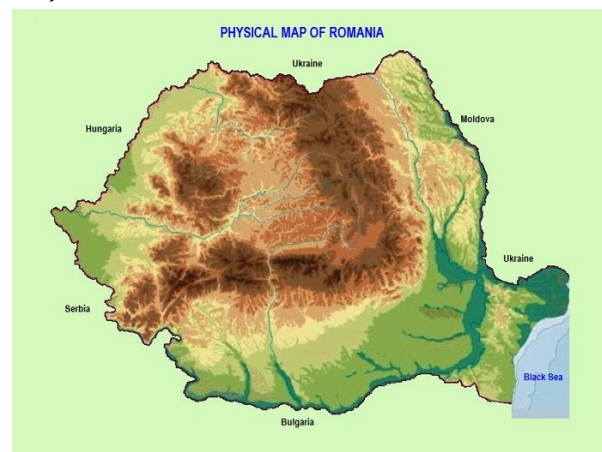 PHYSICAL MAP OF ROMANIA
Ukraine
Hungaria
Moldova
Ukraine
Serbia
Black Sea
Bulgaria